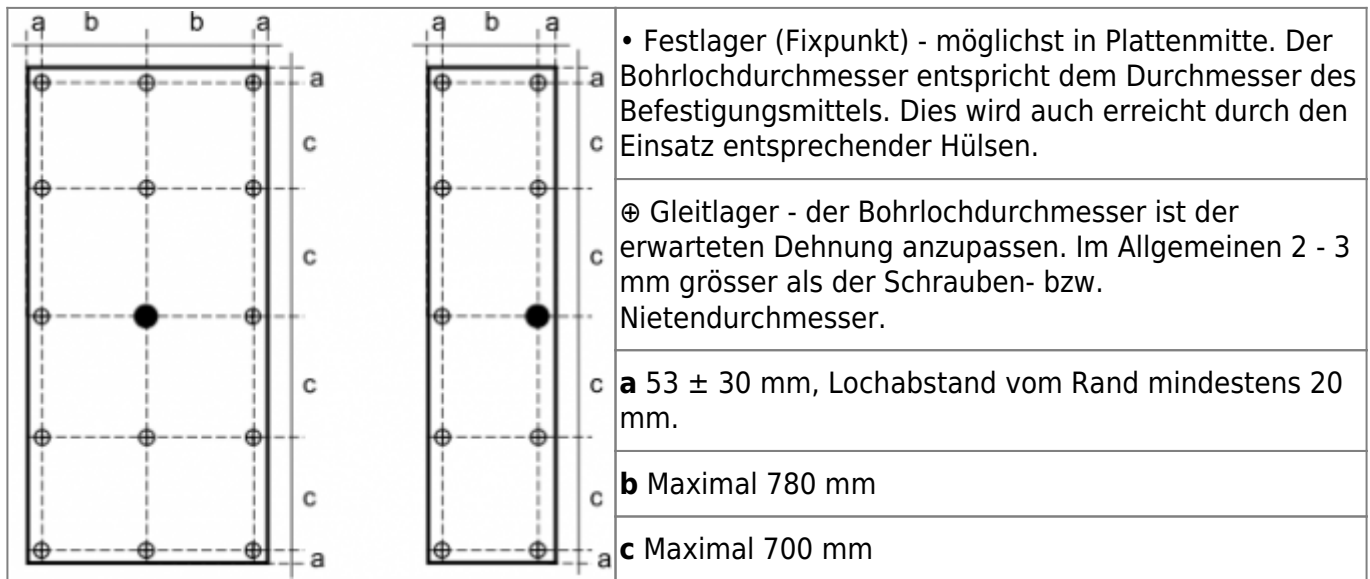 a b b a
a b a
a
c
c
c
c
a
a
c
c
c
c
a
• Festlager (Fixpunkt) - möglichst in Plattenmitte. Der
Bohrlochdurchmesser entspricht dem Durchmesser des
Befestigungsmittels. Dies wird auch erreicht durch den
Einsatz entsprechender Hülsen.
⊕ Gleitlager - der Bohrlochdurchmesser ist der
erwarteten Dehnung anzupassen. Im Allgemeinen 2 - 3
mm grösser als der Schrauben- bzw.
Nietendurchmesser.
a 53 ± 30 mm, Lochabstand vom Rand mindestens 20
mm.
b Maximal 780 mm
c Maximal 700 mm